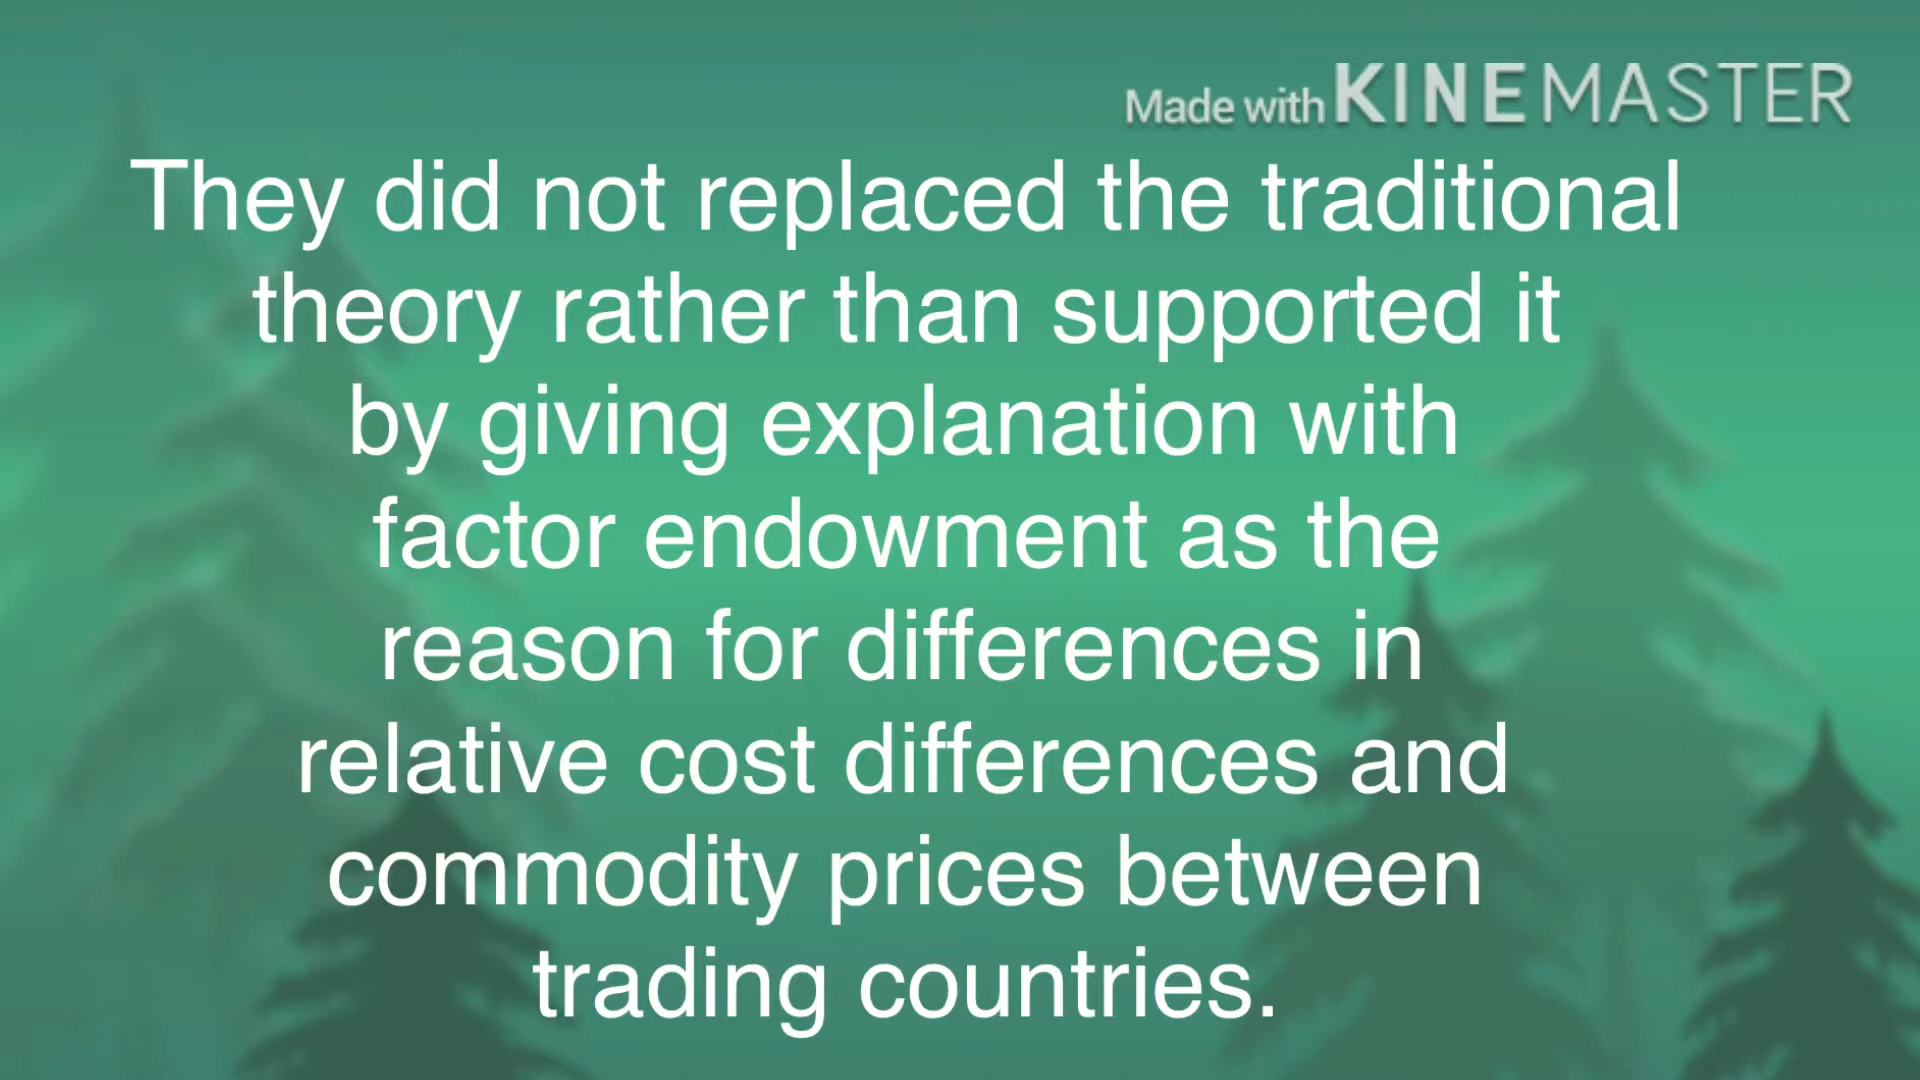 Made with KINEMASTER
They did not replaced the traditional
theory rather than supported it
by giving explanation with
factor endowment as the
reason for differences in
relative cost differences and
commodity prices between
trading countries.